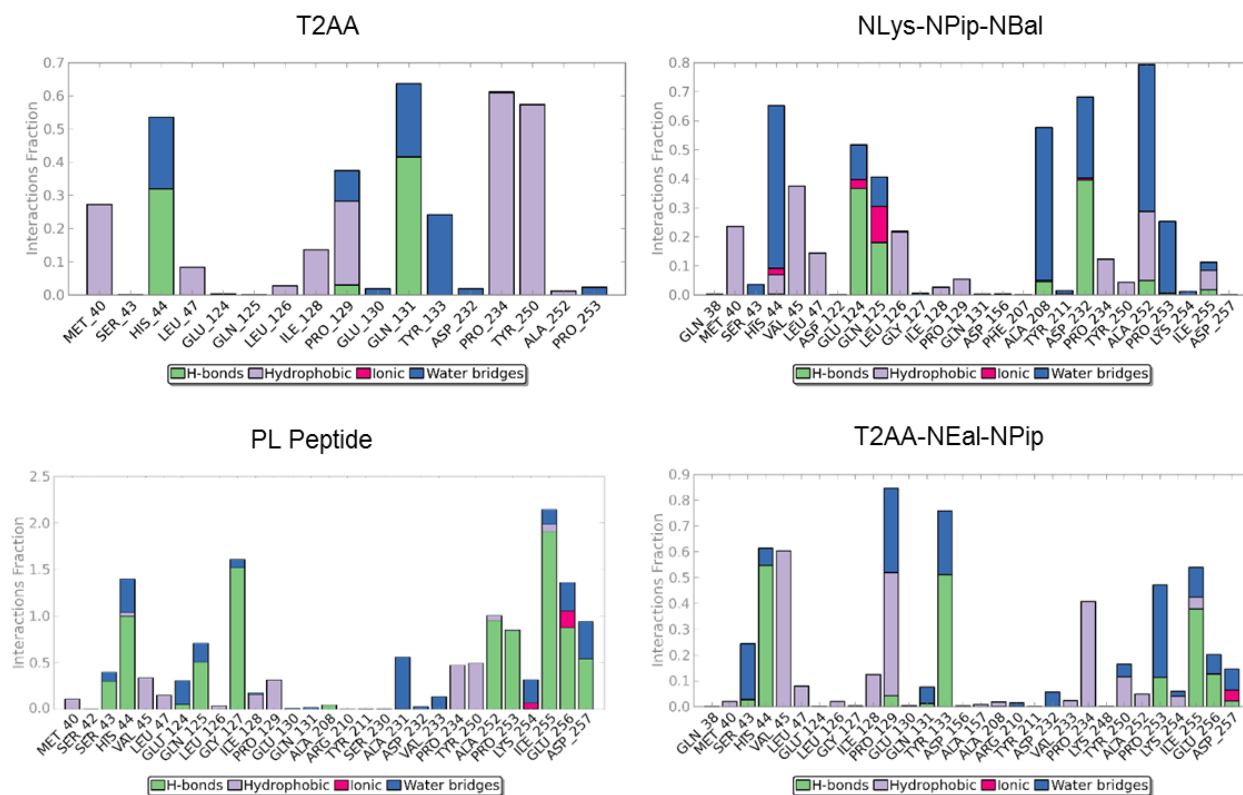 T2AA
Interactions Fraction
0.7
0.6
0.5
0.4
0.3
0.2
0.1
0.0
MET_40 SER_43 HIS_44 LEU_47 GLU_124 GLN_125 LEU_126 ILE_128 PRO_129 GLU_130 GLN_131 TYR_133 ASP_232 PRO_234 TYR_250 ALA_252 PRO_253
H-bonds Hydrophobic Ionic Water bridges
NLys-NPip-NBal
Interactions Fraction
0.8
0.7
0.6
0.5
0.4
0.3
0.2
0.1
0.0
GLN_38 MET_40 SER_43 HIS_44 VAL_45 LEU_47 ASP_122 GLU_124 GLN_125 LEU_126 GLY_127 ILE_128 PRO_129 GLN_131 ASP_156 PHE_207 ALA_208 TYR_211 ASP_232 PRO_234 TYR_250 ALA_252 PRO_253 LYS_254 ILE_255 ASP_257
H-bonds Hydrophobic Ionic Water bridges
PL Peptide
Interactions Fraction
2.5
2.0
1.5
1.0
0.5
0.0
MET_40 SER_42 SER_43 HIS_44 VAL_45 LEU_47 GLU_124 GLN_125 LEU_126 GLY_127 ILE_128 PRO_129 GLU_130 GLN_131 ALA_208 ARG_210 TYR_211 SER_230 ALA_231 ASP_232 VAL_233 PRO_234 TYR_250 ALA_252 PRO_253 LYS_254 ILE_255 GLU_256 ASP_257
H-bonds Hydrophobic Ionic Water bridges
T2AA-NEal-NPip
Interactions Fraction
0.9
0.8
0.7
0.6
0.5
0.4
0.3
0.2
0.1
0.0
GLN_38 MET_40 SER_43 HIS_44 VAL_45 LEU_47 GLU_124 LEU_126 GLY_127 ILE_128 PRO_129 GLU_130 GLN_131 TYR_133 ASP_156 ALA_157 ALA_208 ARG_210 TYR_211 ASP_232 VAL_233 PRO_234 LYS_248 TYR_250 ALA_252 PRO_253 LYS_254 ILE_255 GLU_256 ASP_257
H-bonds Hydrophobic Ionic Water bridges